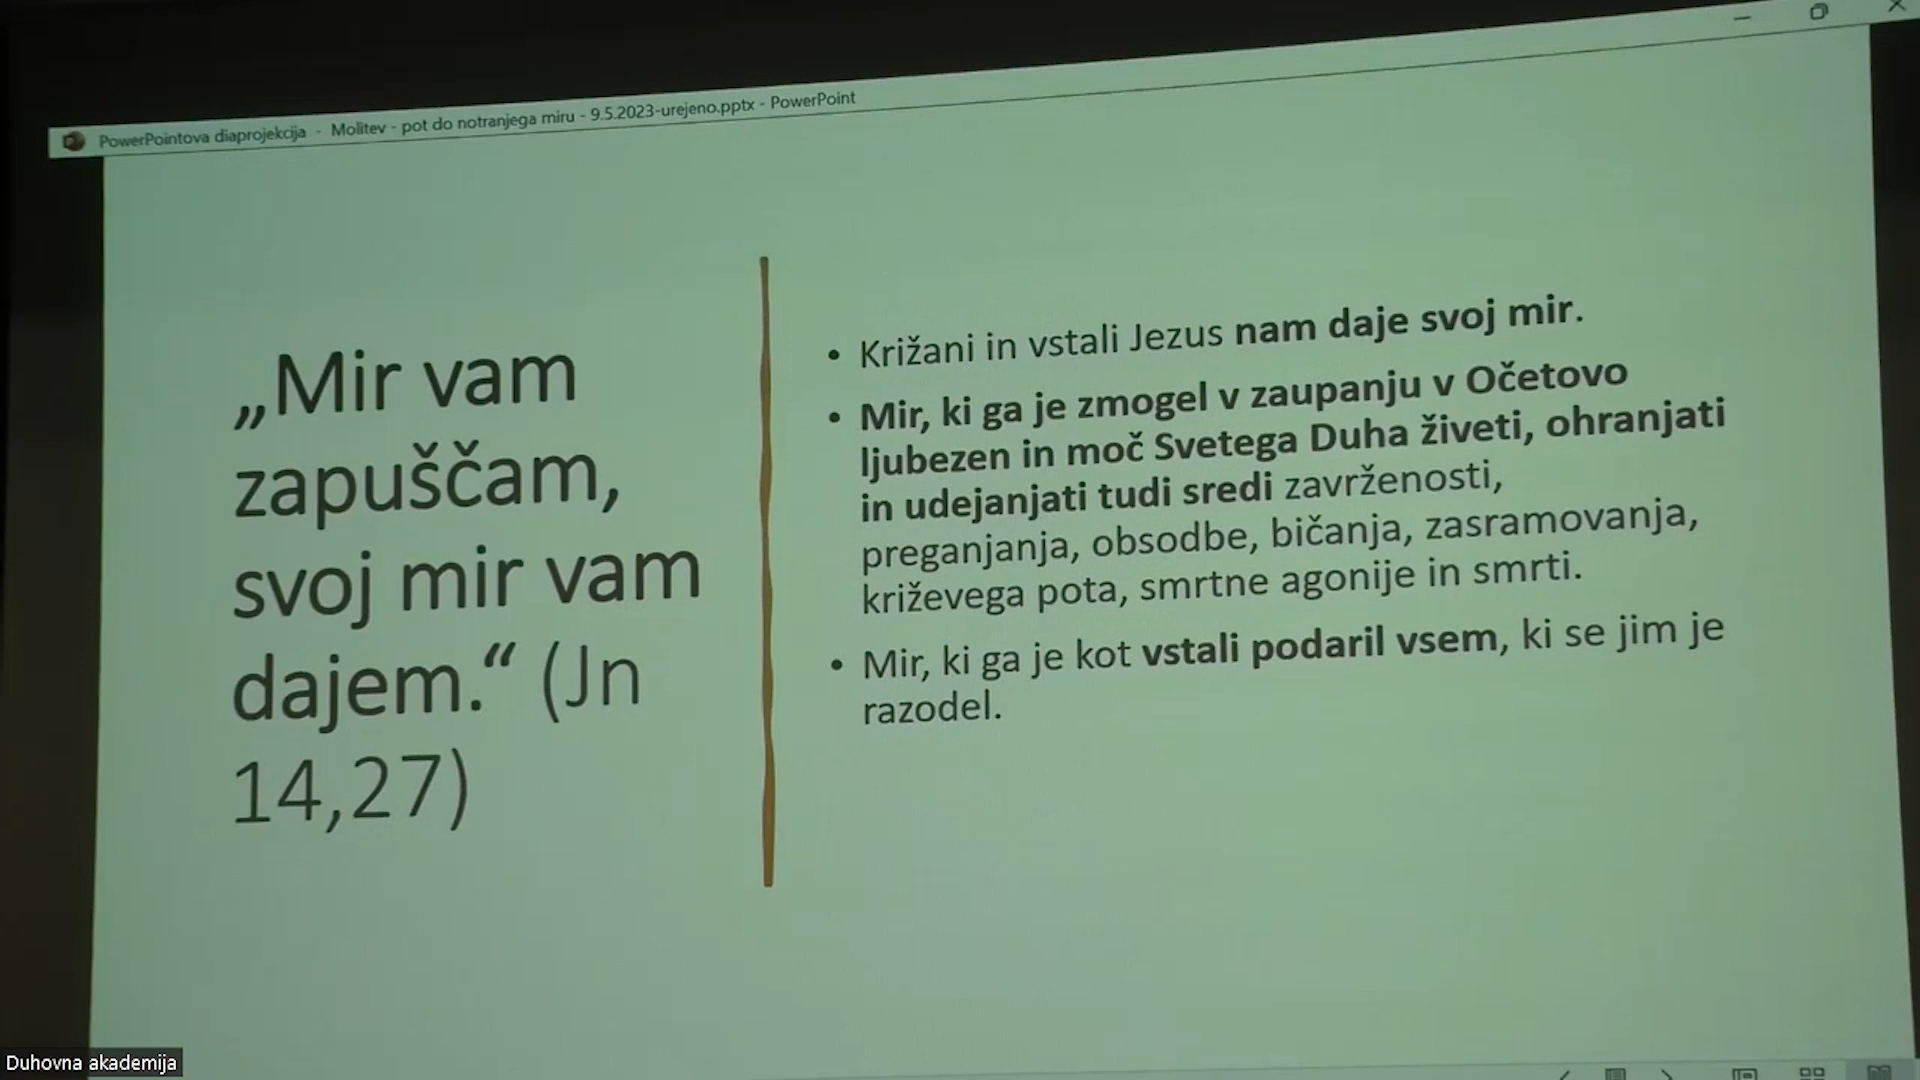 PowerPointova diaprojekcija - Molitev - pot do notranjega miru - 9.5.2023-urejeno.pptx - PowerPoint
„Mir vam
zapuščam,
svoj mir vam
dajem.“ (Jn
14,27)
• Križani in vstali Jezus nam daje svoj mir.
• Mir, ki ga je zmogel v zaupanju v Očetovo
ljubezen in moč Svetega Duha živeti, ohranjati
in udejanjati tudi sredi zavrženosti,
preganjanja, obsodbe, bičanja, zasramovanja,
križevega pota, smrtne agonije in smrti.
• Mir, ki ga je kot vstali podaril vsem, ki se jim je
razodel.
Duhovna akademija